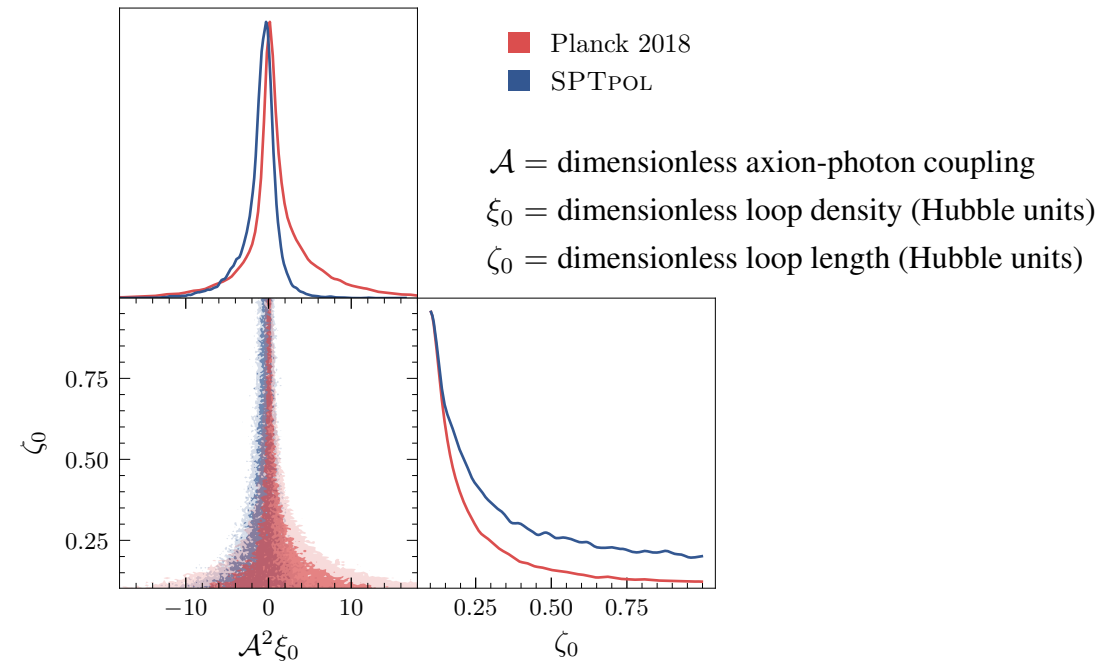 Planck 2018
SPTPOL
𝒜 = dimensionless axion-photon coupling
ξ₀ = dimensionless loop density (Hubble units)
ζ₀ = dimensionless loop length (Hubble units)
0.75
0.50
0.25
ζ₀
−10 0 10
𝒜²ξ₀
0.25 0.50 0.75
ζ₀